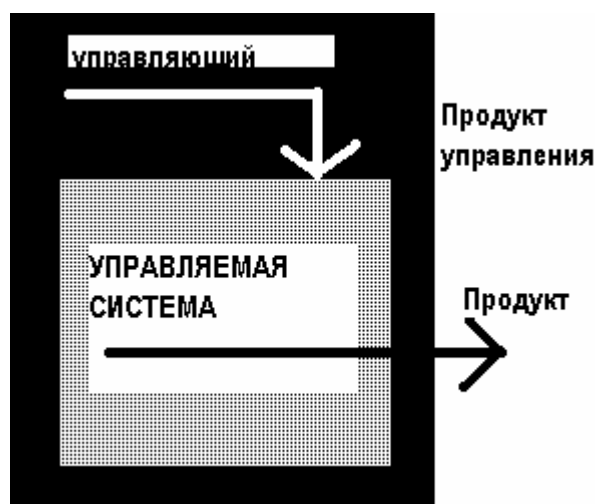 управляющий
Продукт
управления
УПРАВЛЯЕМАЯ
СИСТЕМА
Продукт